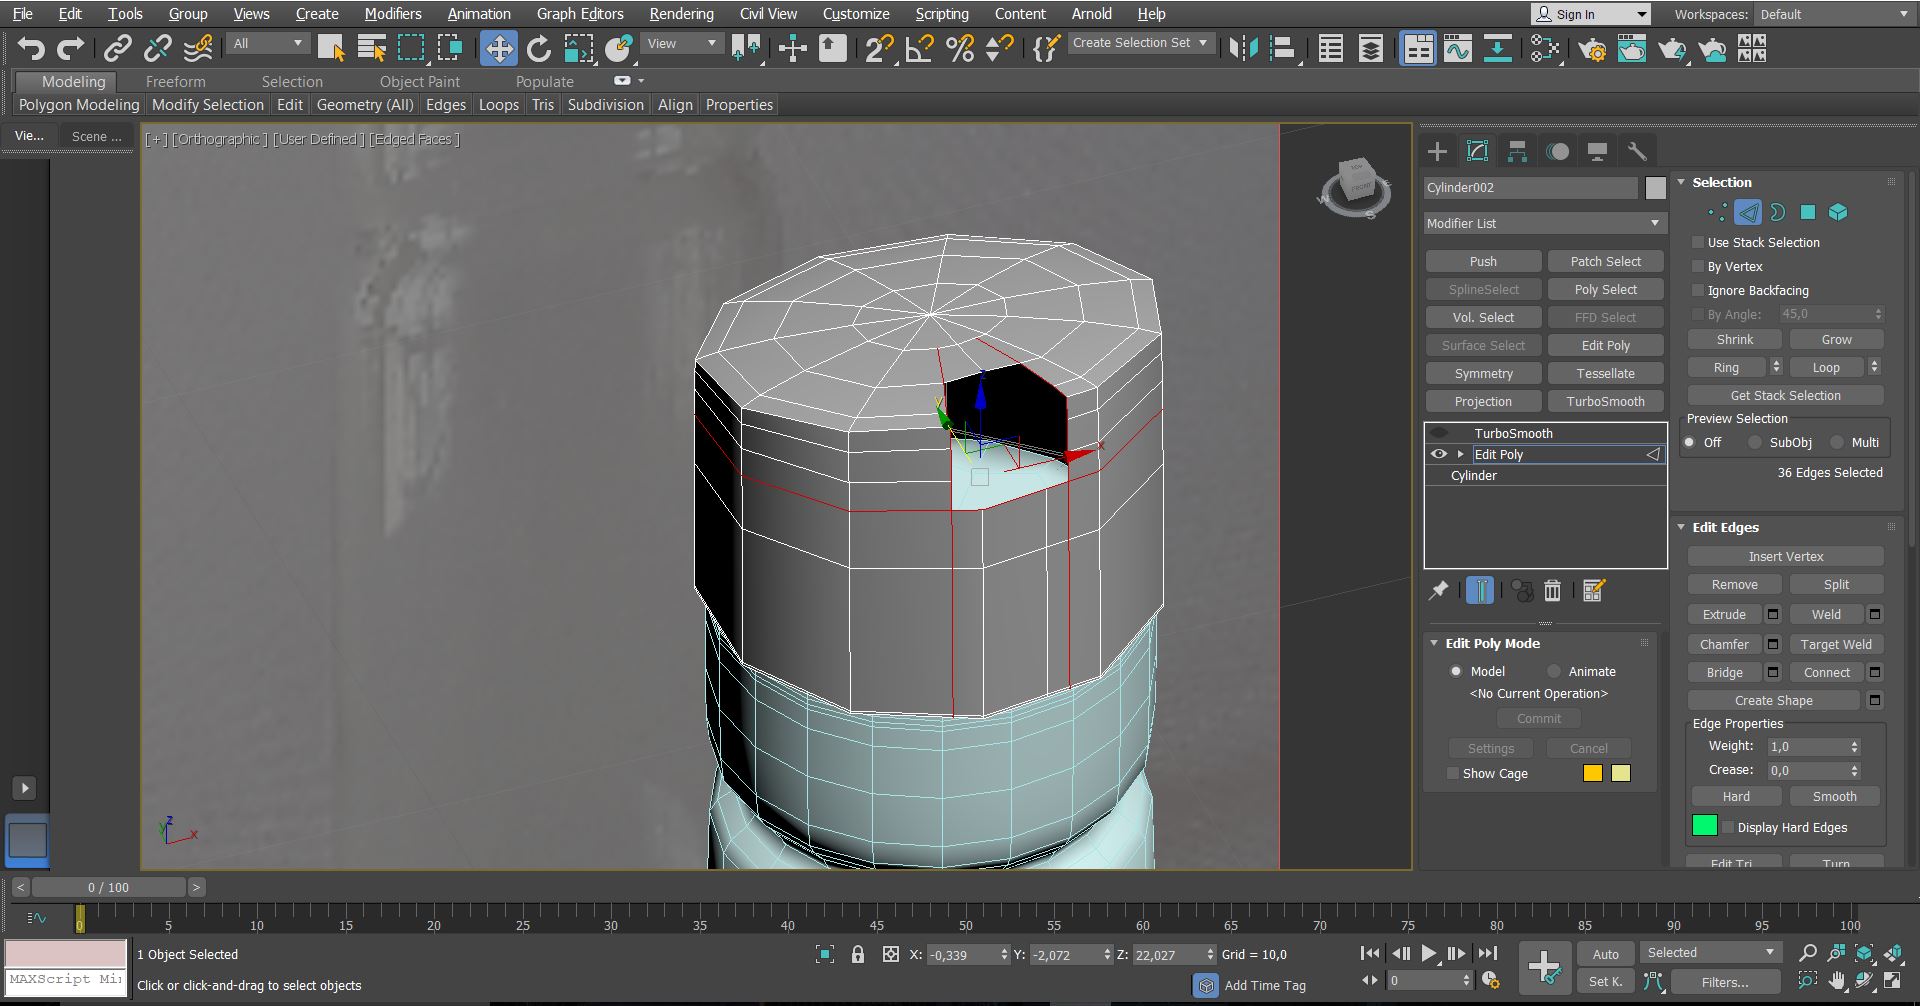 File Edit Tools Group Views Create Modifiers Animation Graph Editors Rendering Civil View Customize Scripting Content Arnold Help Sign In Workspaces: Default
All View Create Selection Set
Modeling Freeform Selection Object Paint Populate
Polygon Modeling Modify Selection Edit Geometry (All) Edges Loops Tris Subdivision Align Properties
Vie... Scene ...
[+] [Orthographic ] [User Defined ] [Edged Faces ]
TOP
FRONT
W
S
E
Cylinder002
Modifier List
Push Patch Select
SplineSelect Poly Select
Vol. Select FFD Select
Surface Select Edit Poly
Symmetry Tessellate
Projection TurboSmooth
TurboSmooth
Edit Poly
Cylinder
Edit Poly Mode
Model Animate
<No Current Operation>
Commit
Settings Cancel
Show Cage
Selection
Use Stack Selection
By Vertex
Ignore Backfacing
By Angle: 45,0
Shrink Grow
Ring Loop
Get Stack Selection
Preview Selection
Off SubObj Multi
36 Edges Selected
Edit Edges
Insert Vertex
Remove Split
Extrude Weld
Chamfer Target Weld
Bridge Connect
Create Shape
Edge Properties
Weight: 1,0
Crease: 0,0
Hard Smooth
Display Hard Edges
Edit Tri. Turn
z
y
x
z
y
x
< 0 / 100 >
0 5 10 15 20 25 30 35 40 45 50 55 60 65 70 75 80 85 90 95 100
1 Object Selected X: -0,339 Y: -2,072 Z: 22,027 Grid = 10,0 Auto Selected
MAXScript Mi
Click or click-and-drag to select objects Add Time Tag 0 Set K. Filters...